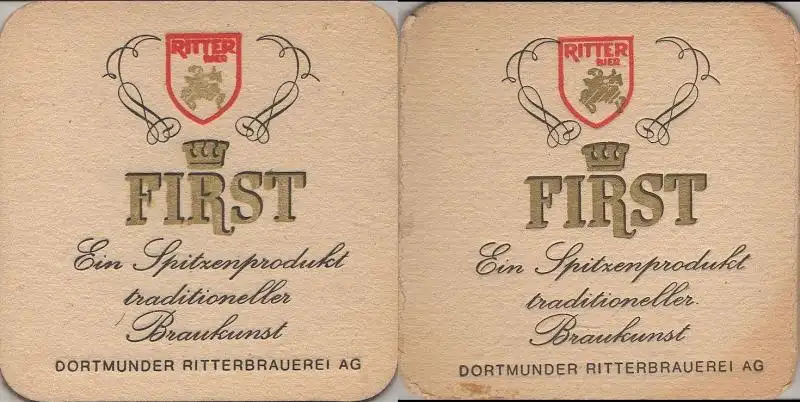 RITTER
BIER
FIRST
Ein Spitzenprodukt
traditioneller
Braukunst
DORTMUNDER RITTERBRAUEREI AG
RITTER
BIER
FIRST
Ein Spitzenprodukt
traditioneller
Braukunst
DORTMUNDER RITTERBRAUEREI AG